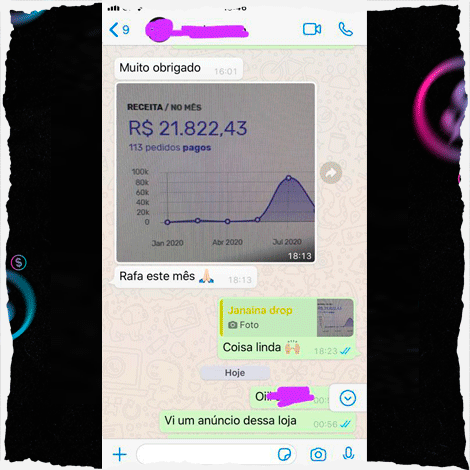 9
Muito obrigado
16:01
RECEITA / NO MÊS
R$ 21.822,43
113 pedidos pagos
100k
80k
60k
40k
20k
0
Jan 2020
Abr 2020
Jul 2020
18:13
Rafa este mês 🙏🏻
18:13
Janaina drop
Foto
Coisa linda 🙌🏼
18:23
Hoje
Vi um anúncio dessa loja
00:56
$